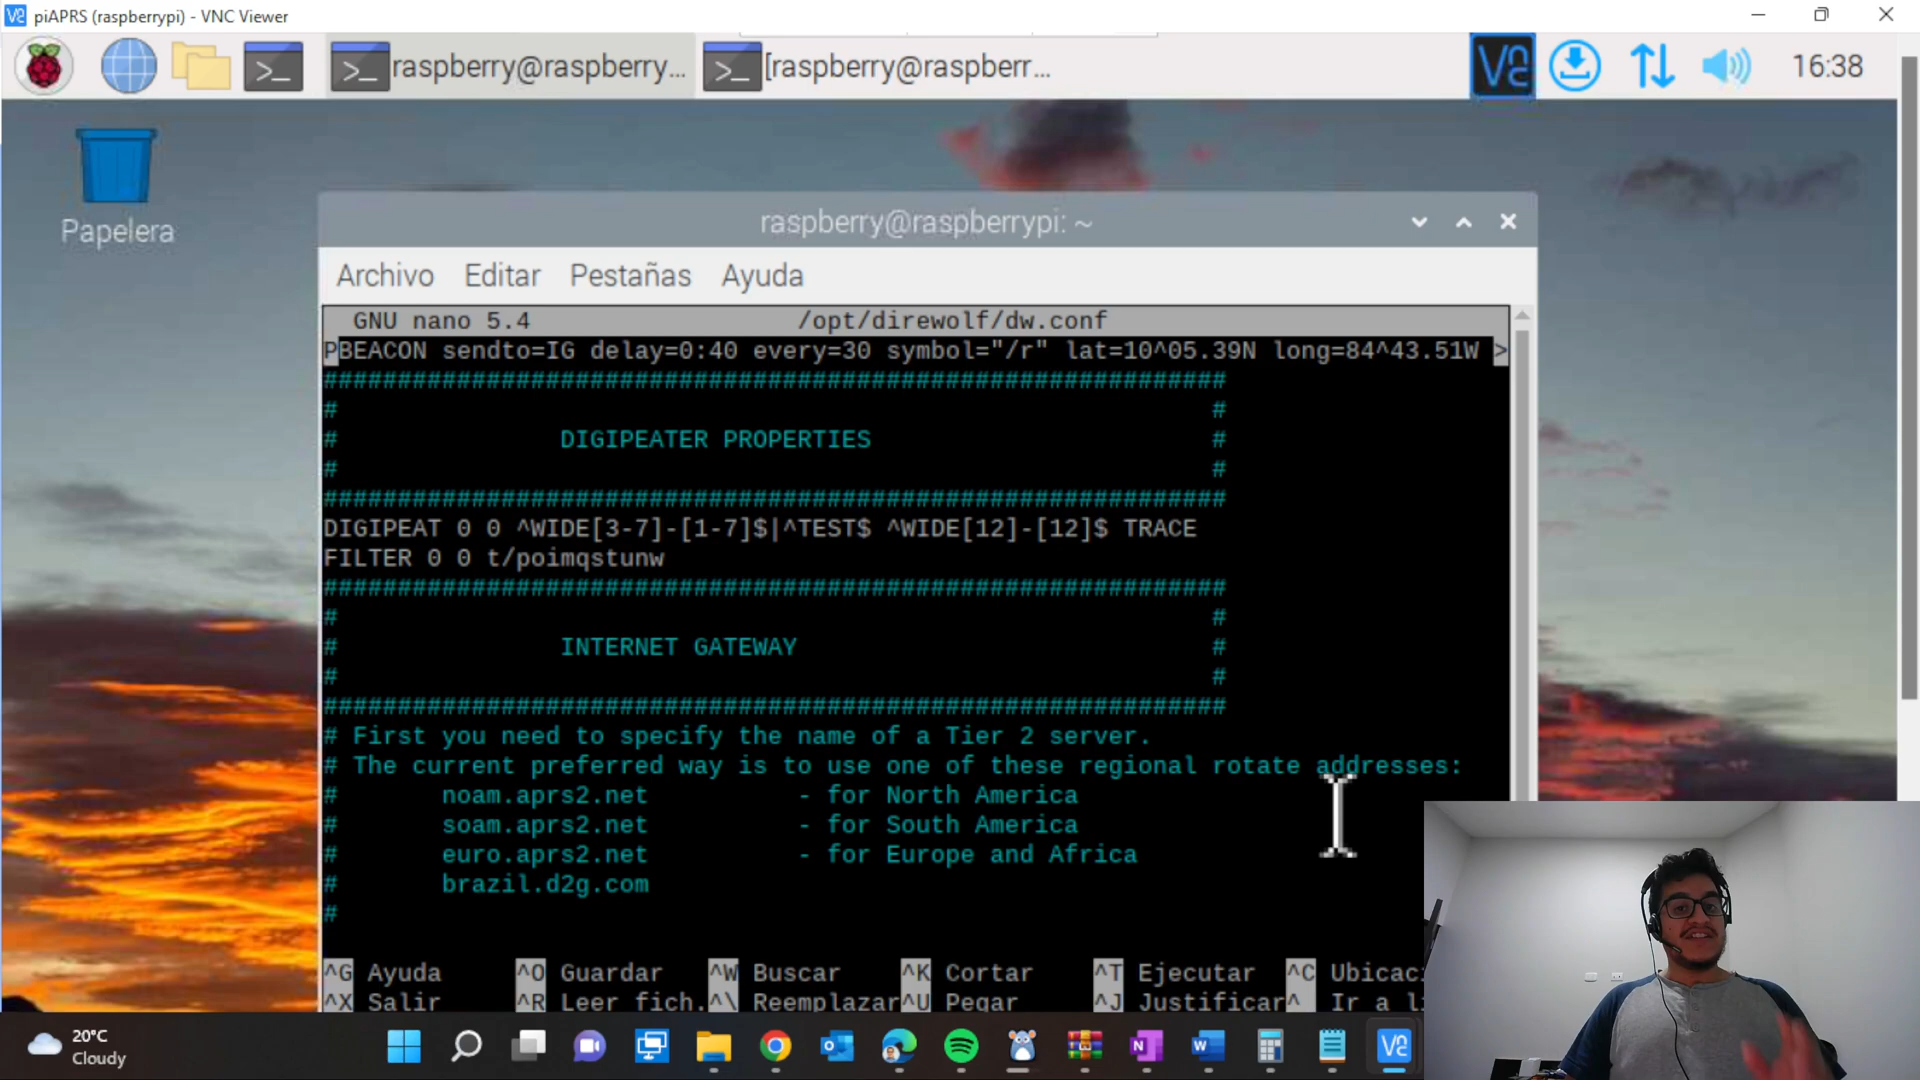 piAPRS (raspberrypi) - VNC Viewer
raspberry@raspberry...
[raspberry@raspberr...
16:38
Papelera
raspberry@raspberrypi: ~
Archivo Editar Pestañas Ayuda
GNU nano 5.4 /opt/direwolf/dw.conf
PBEACON sendto=IG delay=0:40 every=30 symbol="/r" lat=10^05.39N long=84^43.51W >
#############################################################
# #
# DIGIPEATER PROPERTIES #
# #
#############################################################
DIGIPEAT 0 0 ^WIDE[3-7]-[1-7]$|^TEST$ ^WIDE[12]-[12]$ TRACE
FILTER 0 0 t/poimqstunw
#############################################################
# #
# INTERNET GATEWAY #
# #
#############################################################
# First you need to specify the name of a Tier 2 server.
# The current preferred way is to use one of these regional rotate addresses:
# noam.aprs2.net - for North America
# soam.aprs2.net - for South America
# euro.aprs2.net - for Europe and Africa
# brazil.d2g.com
#
^G Ayuda ^O Guardar ^W Buscar ^K Cortar ^T Ejecutar ^C Ubicac
^X Salir ^R Leer fich. ^\ Reemplazar ^U Pegar ^J Justificar ^ Ir a l
20°C
Cloudy